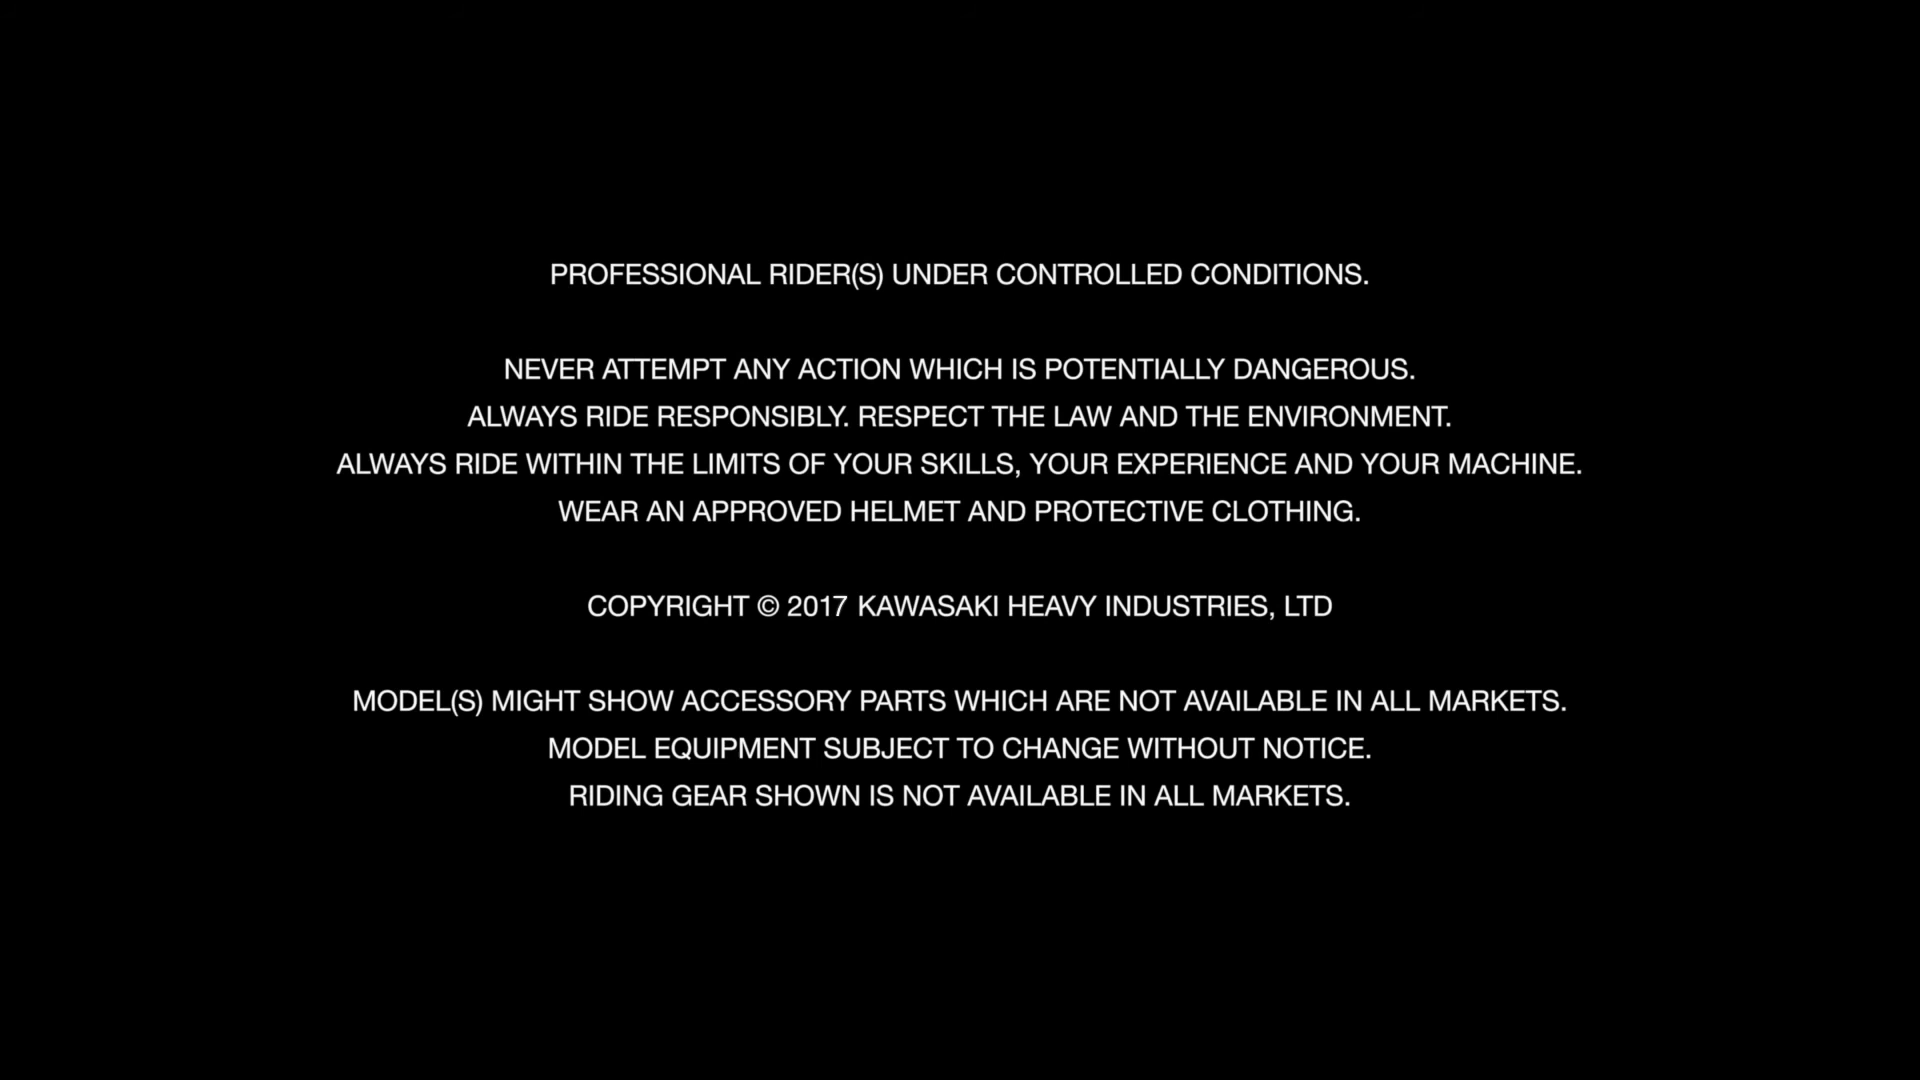 PROFESSIONAL RIDER(S) UNDER CONTROLLED CONDITIONS.
NEVER ATTEMPT ANY ACTION WHICH IS POTENTIALLY DANGEROUS.
ALWAYS RIDE RESPONSIBLY. RESPECT THE LAW AND THE ENVIRONMENT.
ALWAYS RIDE WITHIN THE LIMITS OF YOUR SKILLS, YOUR EXPERIENCE AND YOUR MACHINE.
WEAR AN APPROVED HELMET AND PROTECTIVE CLOTHING.
COPYRIGHT © 2017 KAWASAKI HEAVY INDUSTRIES, LTD
MODEL(S) MIGHT SHOW ACCESSORY PARTS WHICH ARE NOT AVAILABLE IN ALL MARKETS.
MODEL EQUIPMENT SUBJECT TO CHANGE WITHOUT NOTICE.
RIDING GEAR SHOWN IS NOT AVAILABLE IN ALL MARKETS.